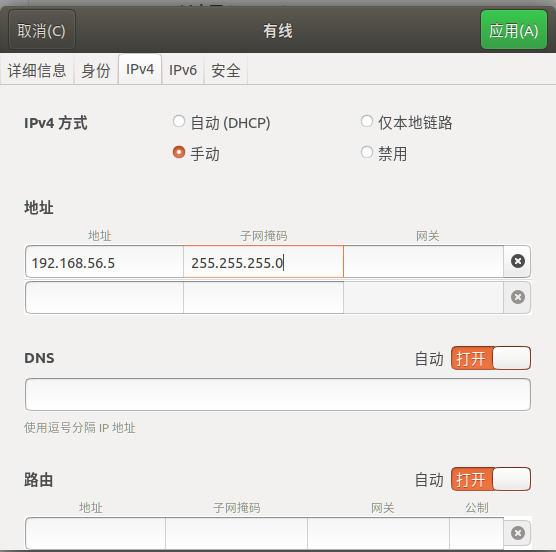 取消(C) 有线 应用(A)
详细信息 身份 IPv4 IPv6 安全
IPv4 方式 自动 (DHCP) 仅本地链路
手动 禁用
地址
地址 子网掩码 网关
192.168.56.5 255.255.255.0
DNS 自动 打开
使用逗号分隔 IP 地址
路由 自动 打开
地址 子网掩码 网关 公制